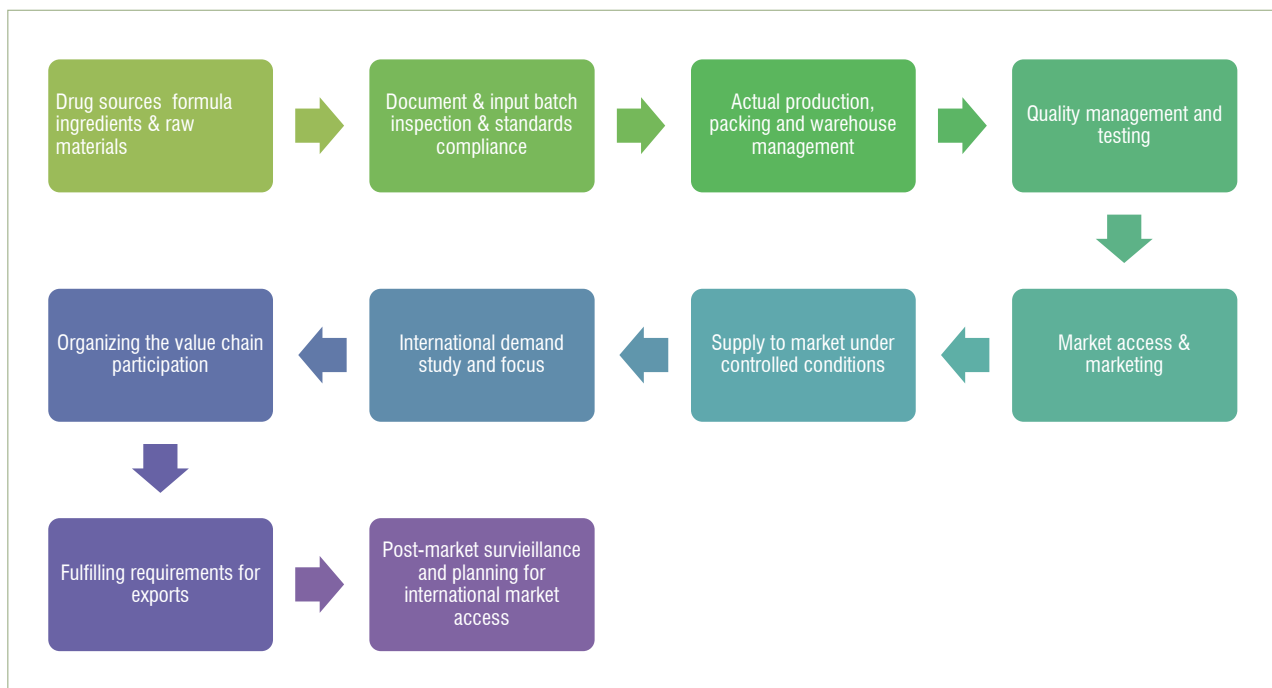 Drug sources  formula
ingredients & raw
materials
Document & input batch
inspection & standards
compliance
Actual production,
packing and warehouse
management
Quality management and
testing
Market access &
marketing
Supply to market under
controlled conditions
International demand
study and focus
Organizing the value chain
participation
Fulfilling requirements for
exports
Post-market survieillance
and planning for
international market
access